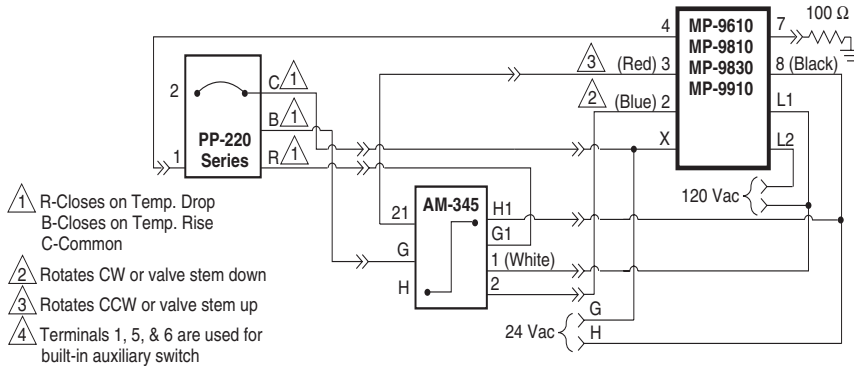 100 Ω
4 MP-9610 7
MP-9810
MP-9830
MP-9910
3 (Red) 3
8 (Black)
2 (Blue) 2
L1
X
L2
120 Vac
2
C 1
B 1
R 1
1
PP-220
Series
AM-345
21
H1
G1
G
1 (White)
H
2
G
24 Vac
H
1 R-Closes on Temp. Drop
B-Closes on Temp. Rise
C-Common
2 Rotates CW or valve stem down
3 Rotates CCW or valve stem up
4 Terminals 1, 5, & 6 are used for
built-in auxiliary switch